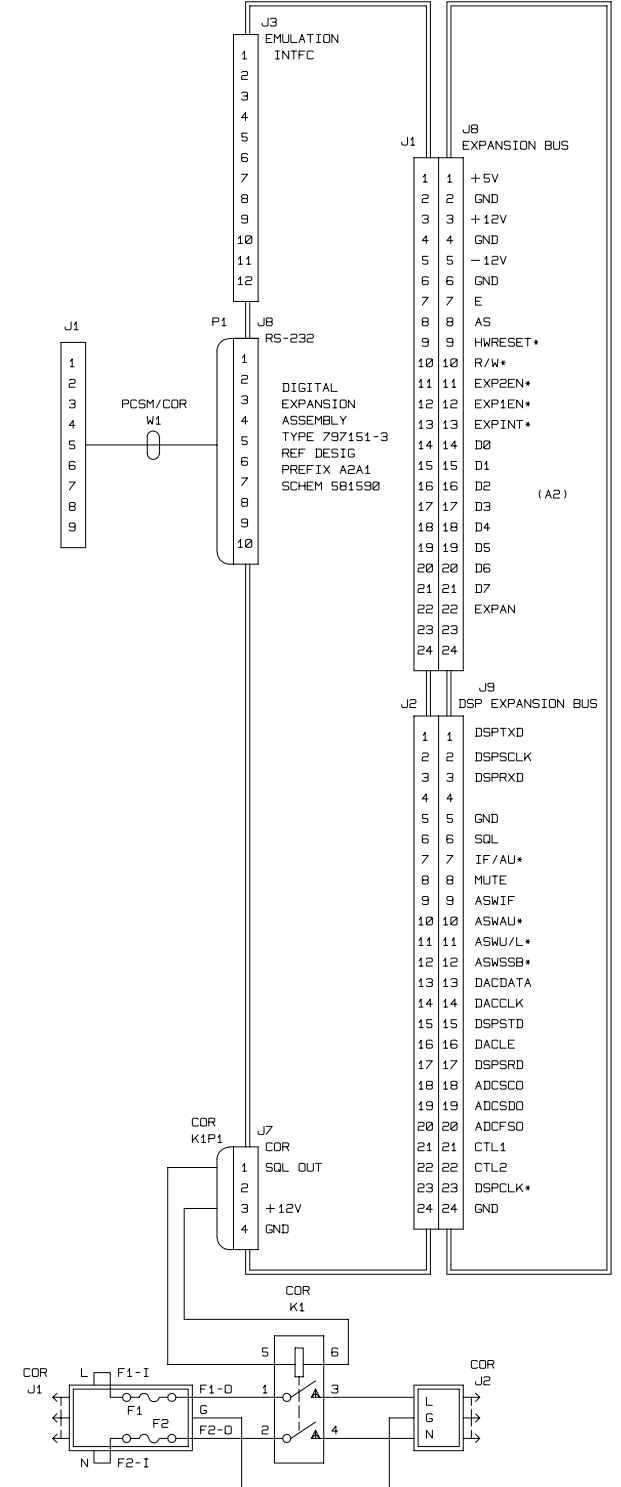 J3
EMULATION
INTFC
1
2
3
4
5
6
7
8
9
10
11
12
J1
1
2
3
4
5
6
7
8
9
PCSM/COR
W1
P1 J8
RS-232
1
2
3
4
5
6
7
8
9
10
DIGITAL
EXPANSION
ASSEMBLY
TYPE 797151-3
REF DESIG
PREFIX A2A1
SCHEM 581590
J1 J8
EXPANSION BUS
1 1 +5V
2 2 GND
3 3 +12V
4 4 GND
5 5 -12V
6 6 GND
7 7 E
8 8 AS
9 9 HWRESET*
10 10 R/W*
11 11 EXP2EN*
12 12 EXP1EN*
13 13 EXPINT*
14 14 D0
15 15 D1
16 16 D2
17 17 D3
18 18 D4
19 19 D5
20 20 D6
21 21 D7
22 22 EXPAN
23 23
24 24
(A2)
J2 J9
DSP EXPANSION BUS
1 1 DSPTXD
2 2 DSPSCLK
3 3 DSPRXD
4 4
5 5 GND
6 6 SQL
7 7 IF/AU*
8 8 MUTE
9 9 ASWIF
10 10 ASWAU*
11 11 ASWU/L*
12 12 ASWSSB*
13 13 DACDATA
14 14 DACCLK
15 15 DSPSTD
16 16 DACLE
17 17 DSPSRD
18 18 ADCSCO
19 19 ADCSDO
20 20 ADCFSO
21 21 CTL1
22 22 CTL2
23 23 DSPCLK*
24 24 GND
COR
K1P1
J7
COR
1 SQL OUT
2
3 +12V
4 GND
COR
K1
5 6
COR
J1
L F1-I
F1 F1-O 1 3
G
F2 F2-O 2 4
N F2-I
COR
J2
L
G
N